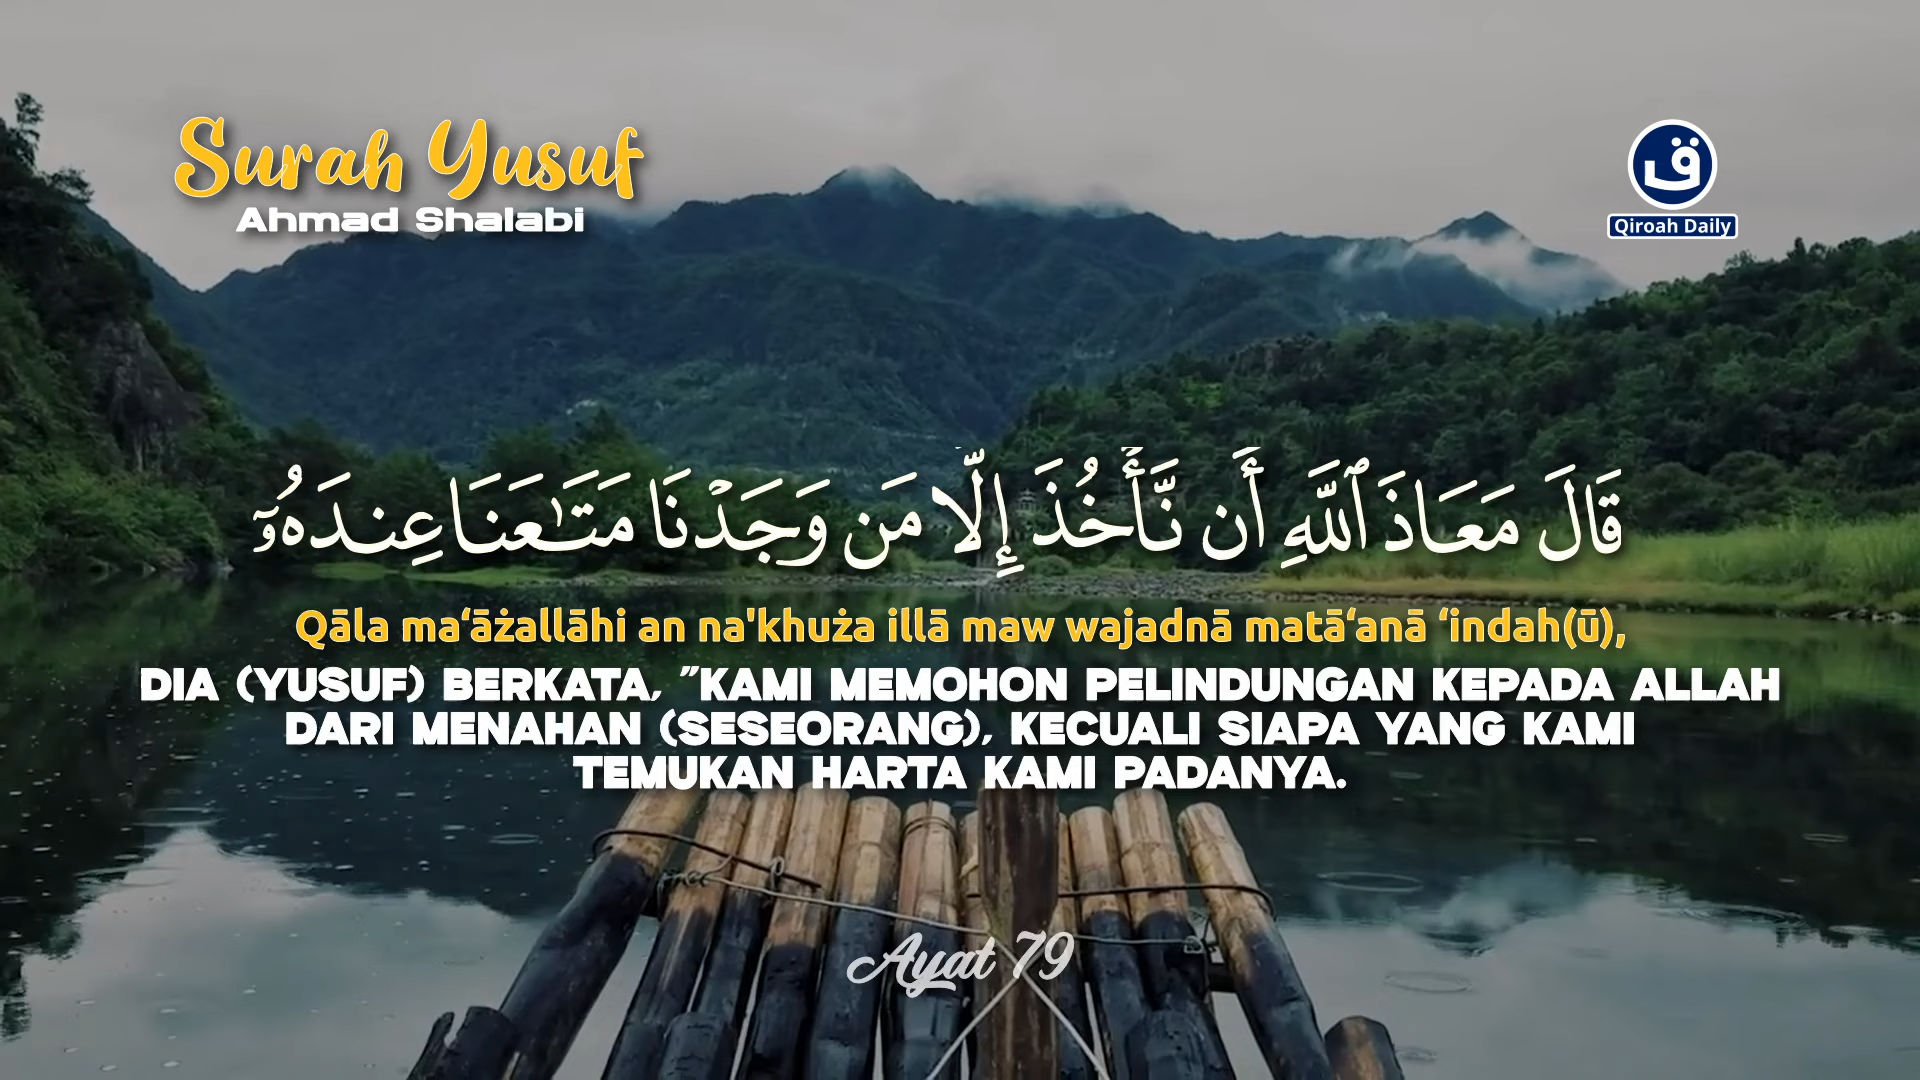 Surah Yusuf
Ahmad Shalabi
ق
Qiroah Daily
قَالَ مَعَاذَ ٱللَّهِ أَن نَّأْخُذَ إِلَّا مَن وَجَدْنَا مَتَٰعَنَا عِندَهُۥٓ
Qāla ma‘āżallāhi an na'khuża illā maw wajadnā matā‘anā ‘indah(ū),
DIA (YUSUF) BERKATA, "KAMI MEMOHON PELINDUNGAN KEPADA ALLAH
DARI MENAHAN (SESEORANG), KECUALI SIAPA YANG KAMI
TEMUKAN HARTA KAMI PADANYA.
Ayat 79